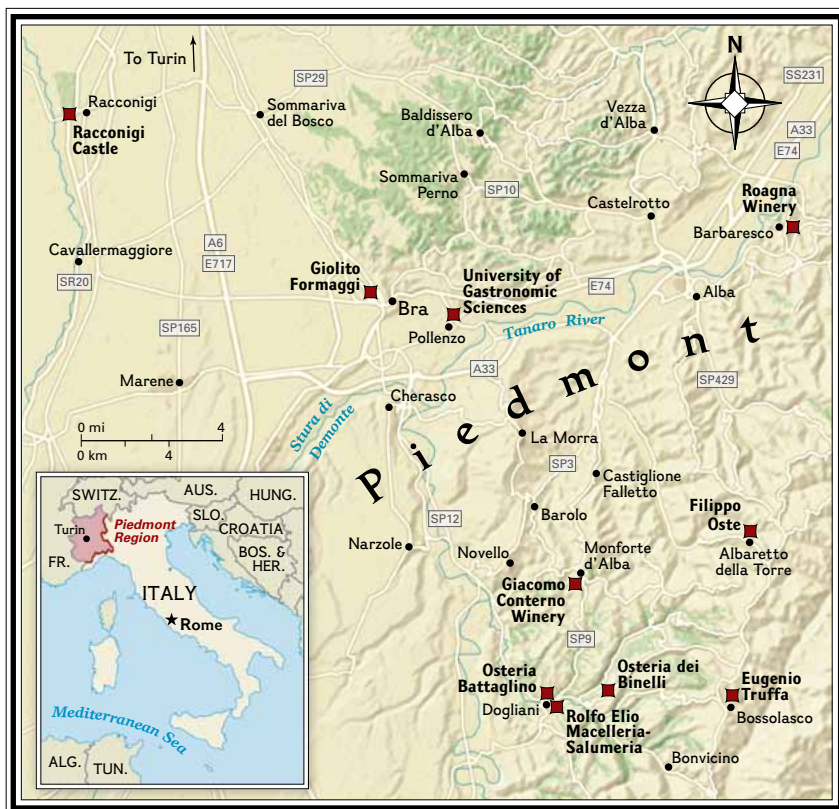 To Turin
N
SP29
SS231
Racconigi
Racconigi
Castle
Sommariva
del Bosco
Baldissero
d'Alba
Vezza
d'Alba
A33
E74
Sommariva
Perno
SP10
Castelrotto
Roagna
Winery
Barbaresco
Cavallermaggiore
A6
E717
SR20
Giolito
Formaggi
Bra
University of
Gastronomic
Sciences
Pollenzo
E74
Tanaro River
Alba
SP165
Piedmont
Marene
A33
SP429
Cherasco
Stura di
Demonte
0 mi 4
0 km 4
La Morra
SP3
Castiglione
Falletto
Barolo
SP12
Narzole
Novello
Monforte
d'Alba
Giacomo
Conterno
Winery
Filippo
Oste
Albaretto
della Torre
SP9
Osteria
Battaglino
Dogliani
Osteria dei
Binelli
Rolfo Elio
Macelleria-
Salumeria
Eugenio
Truffa
Bossolasco
Bonvicino
SWITZ.
AUS.
HUNG.
SLO.
CROATIA
BOS. &
HER.
Turin
Piedmont
Region
FR.
ITALY
Rome
Mediterranean Sea
ALG.
TUN.